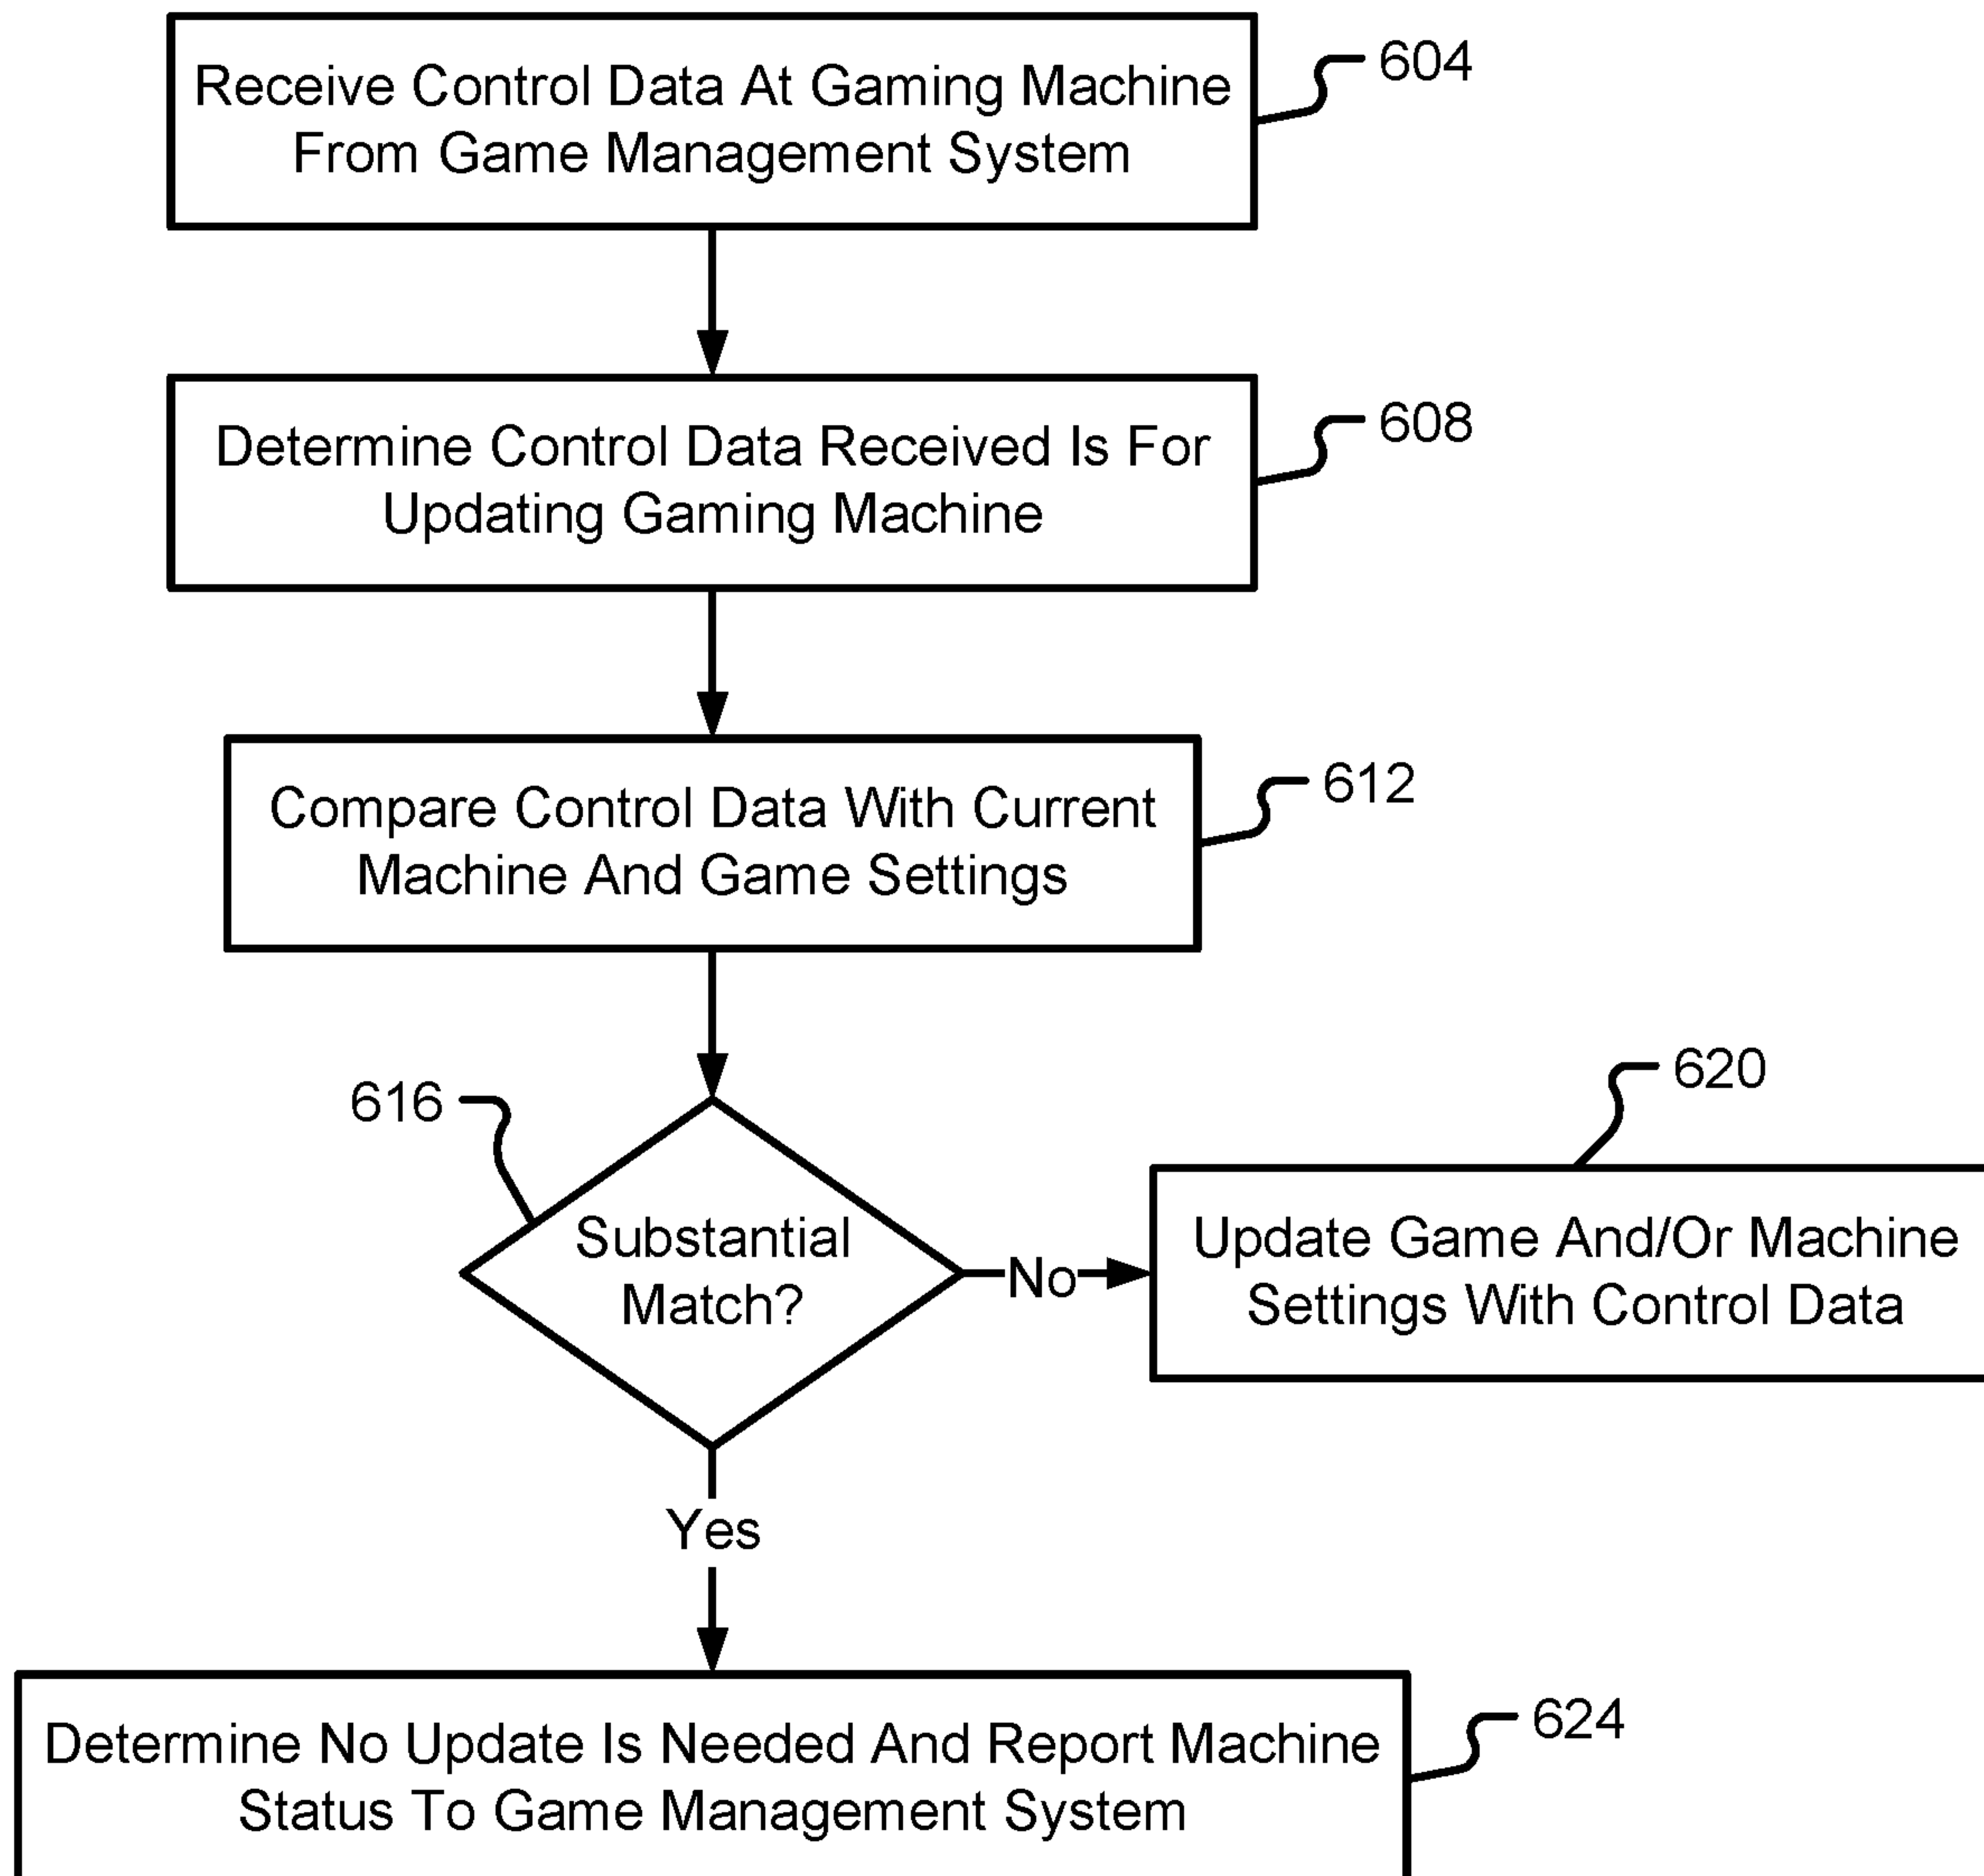 Receive Control Data At Gaming Machine
From Game Management System
604
Determine Control Data Received Is For
Updating Gaming Machine
608
Compare Control Data With Current
Machine And Game Settings
612
616
Substantial
Match?
No
620
Update Game And/Or Machine
Settings With Control Data
Yes
Determine No Update Is Needed And Report Machine
Status To Game Management System
624